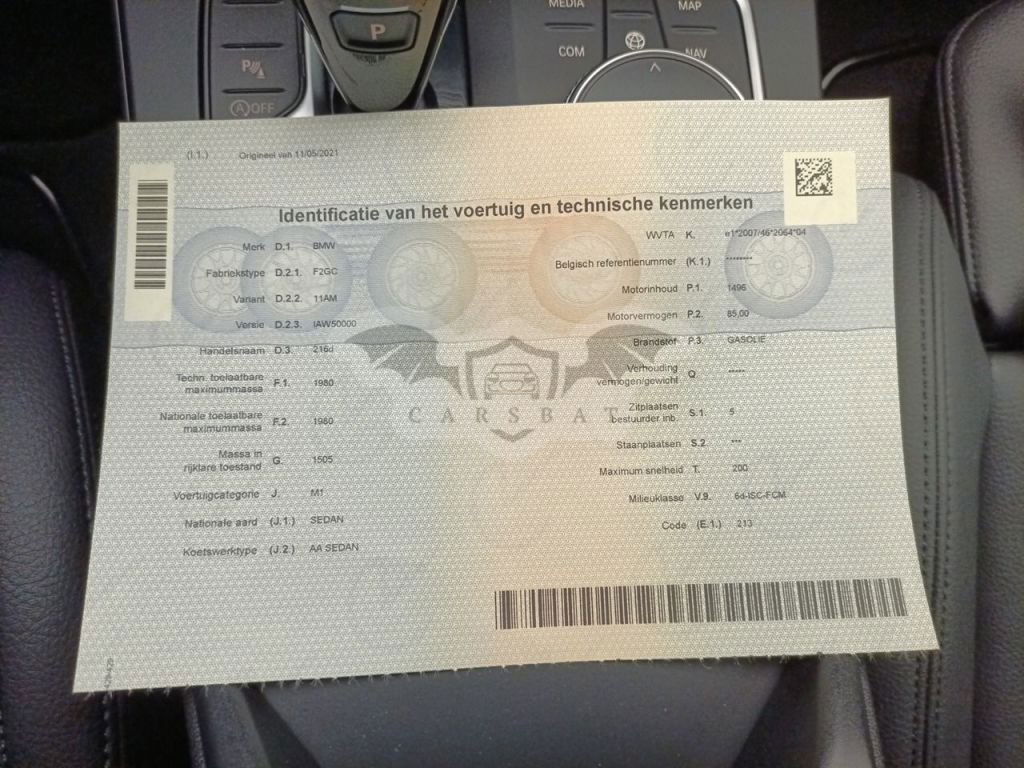 MEDIA
MAP
COM
NAV
P
P
OFF
(I.1.) Origineel van 11/05/2021
Identificatie van het voertuig en technische kenmerken
Merk D.1. BMW
Fabriekstype D.2.1. F2GC
Variant D.2.2. 11AM
Versie D.2.3. IAW50000
Handelsnaam D.3. 216d
Techn. toelaatbare
maximummassa F.1. 1980
Nationale toelaatbare
maximummassa F.2. 1980
Massa in
rijklare toestand G. 1505
Voertuigcategorie J. M1
Nationale aard (J.1.) SEDAN
Koetswerktype (J.2.) AA SEDAN
WVTA K. e1*2007/46*2064*04
Belgisch referentienummer (K.1.) ********
Motorinhoud P.1. 1496
Motorvermogen P.2. 85,00
Brandstof P.3. GASOLIE
Verhouding
vermogen/gewicht Q. *****
Zitplaatsen
bestuurder inb. S.1. 5
Staanplaatsen S.2. ***
Maximum snelheid T. 200
Milieuklasse V.9. 6d-ISC-FCM
Code (E.1.) 213
CARSBAT